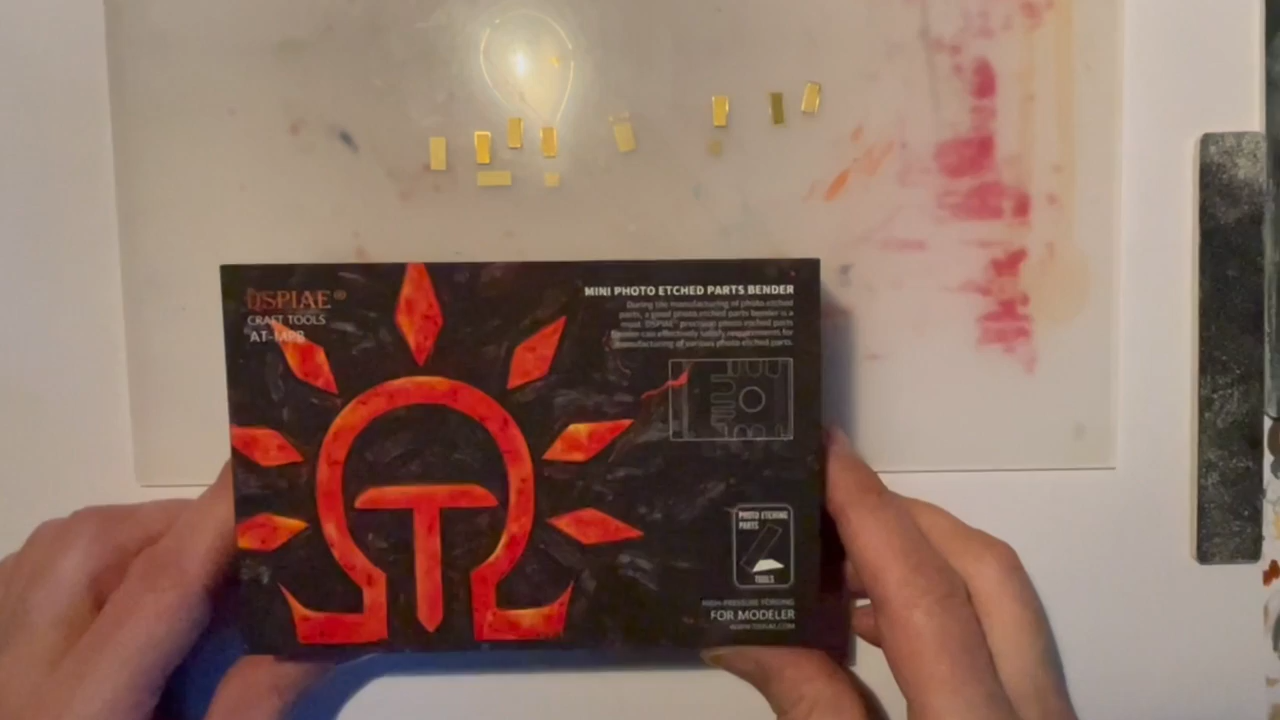 DSPIAE®
CRAFT TOOLS
AT-MPB
MINI PHOTO ETCHED PARTS BENDER
During the manufacturing of photo etched
parts, a good photo etched parts bender is a
must. DSPIAE® precision photo etched parts
bender can effectively satisfy requirements for
manufacturing of various photo etched parts.
PHOTO ETCHING
PARTS
TOOLS
HIGH-PRESSURE FORGING
FOR MODELER
WWW.DSPIAE.COM